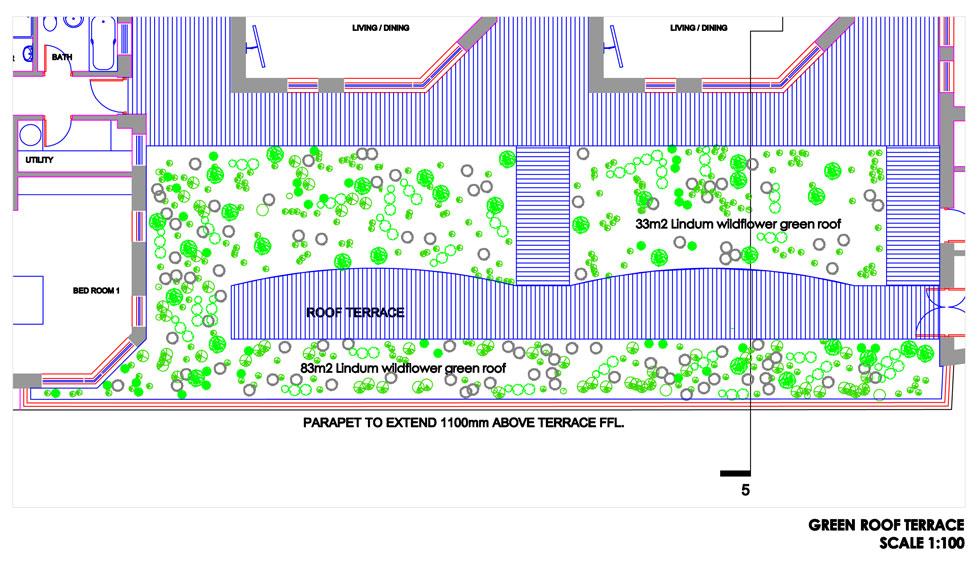 LIVING / DINING
LIVING / DINING
BATH
R
UTILITY
33m2 Lindum wildflower green roof
BED ROOM 1
ROOF TERRACE
83m2 Lindum wildflower green roof
PARAPET TO EXTEND 1100mm ABOVE TERRACE FFL.
5
GREEN ROOF TERRACE
SCALE 1:100